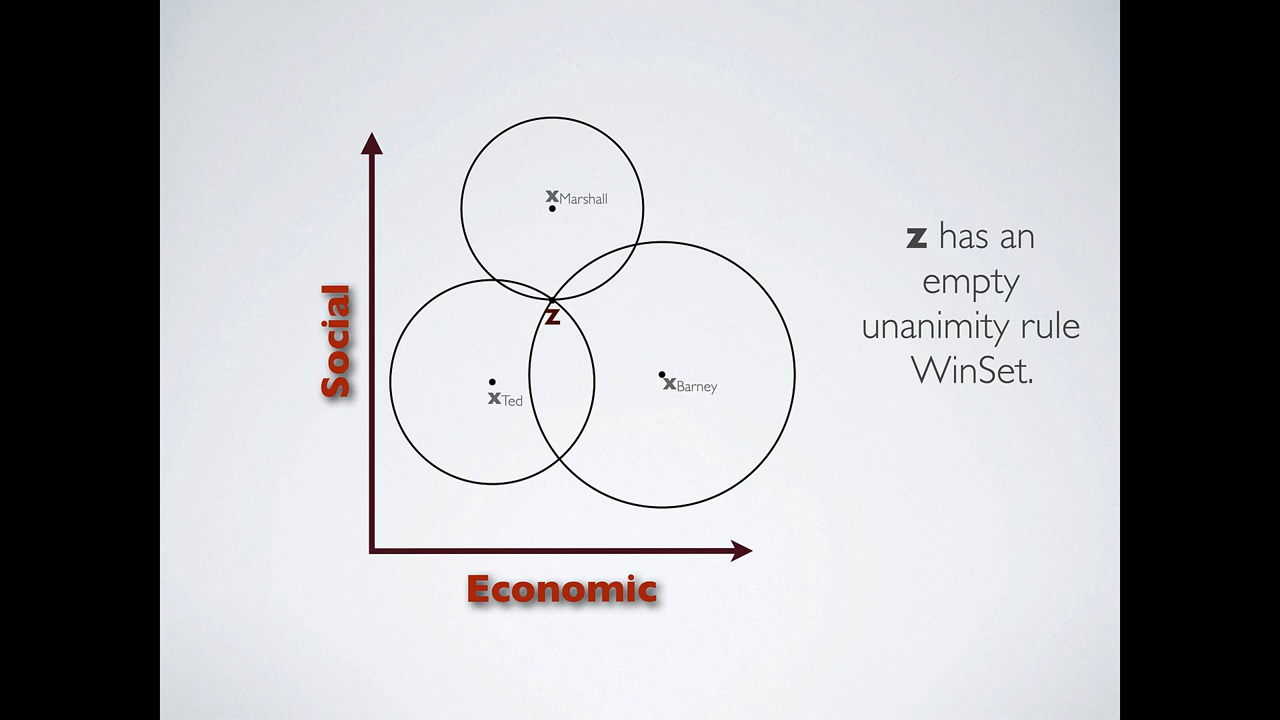 xMarshall
z has an
empty
unanimity rule
WinSet.
Social
z
xTed
xBarney
Economic